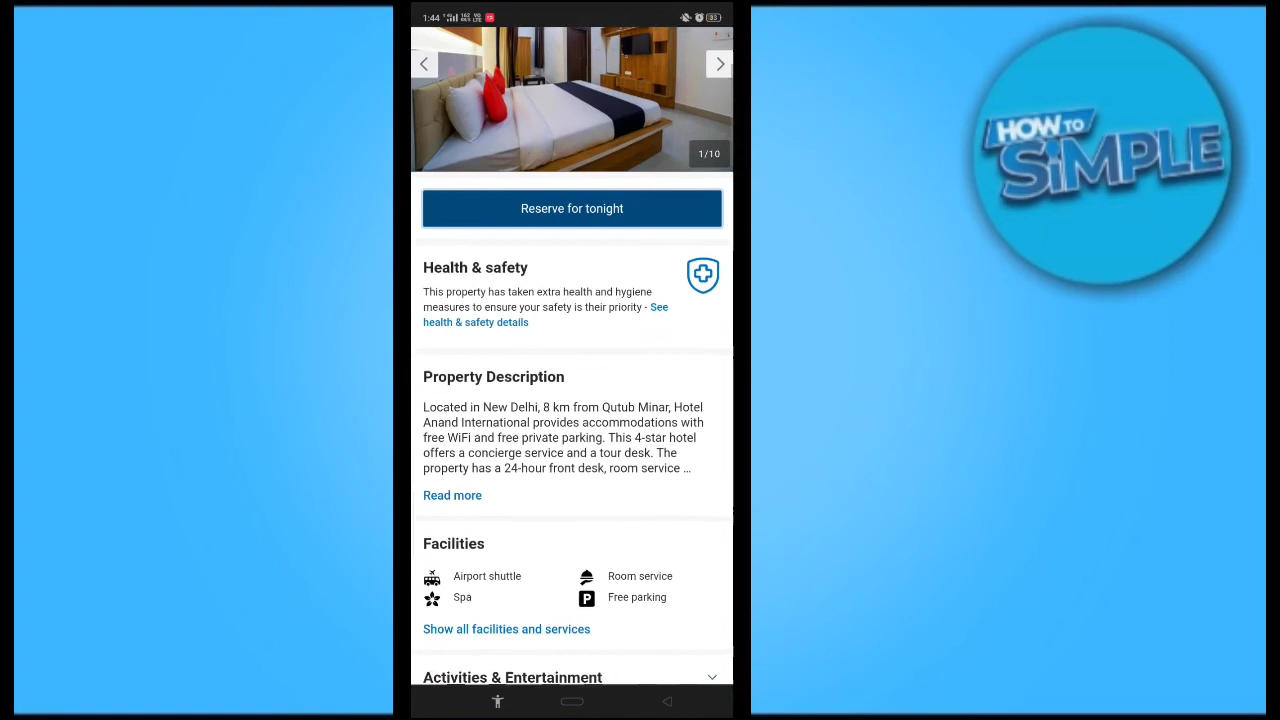 1:44
HOW TO
SiMPLE
1/10
Reserve for tonight
Health & safety
This property has taken extra health and hygiene
measures to ensure your safety is their priority - See
health & safety details
Property Description
Located in New Delhi, 8 km from Qutub Minar, Hotel
Anand International provides accommodations with
free WiFi and free private parking. This 4-star hotel
offers a concierge service and a tour desk. The
property has a 24-hour front desk, room service ...
Read more
Facilities
Airport shuttle
Room service
Spa
P Free parking
Show all facilities and services
Activities & Entertainment